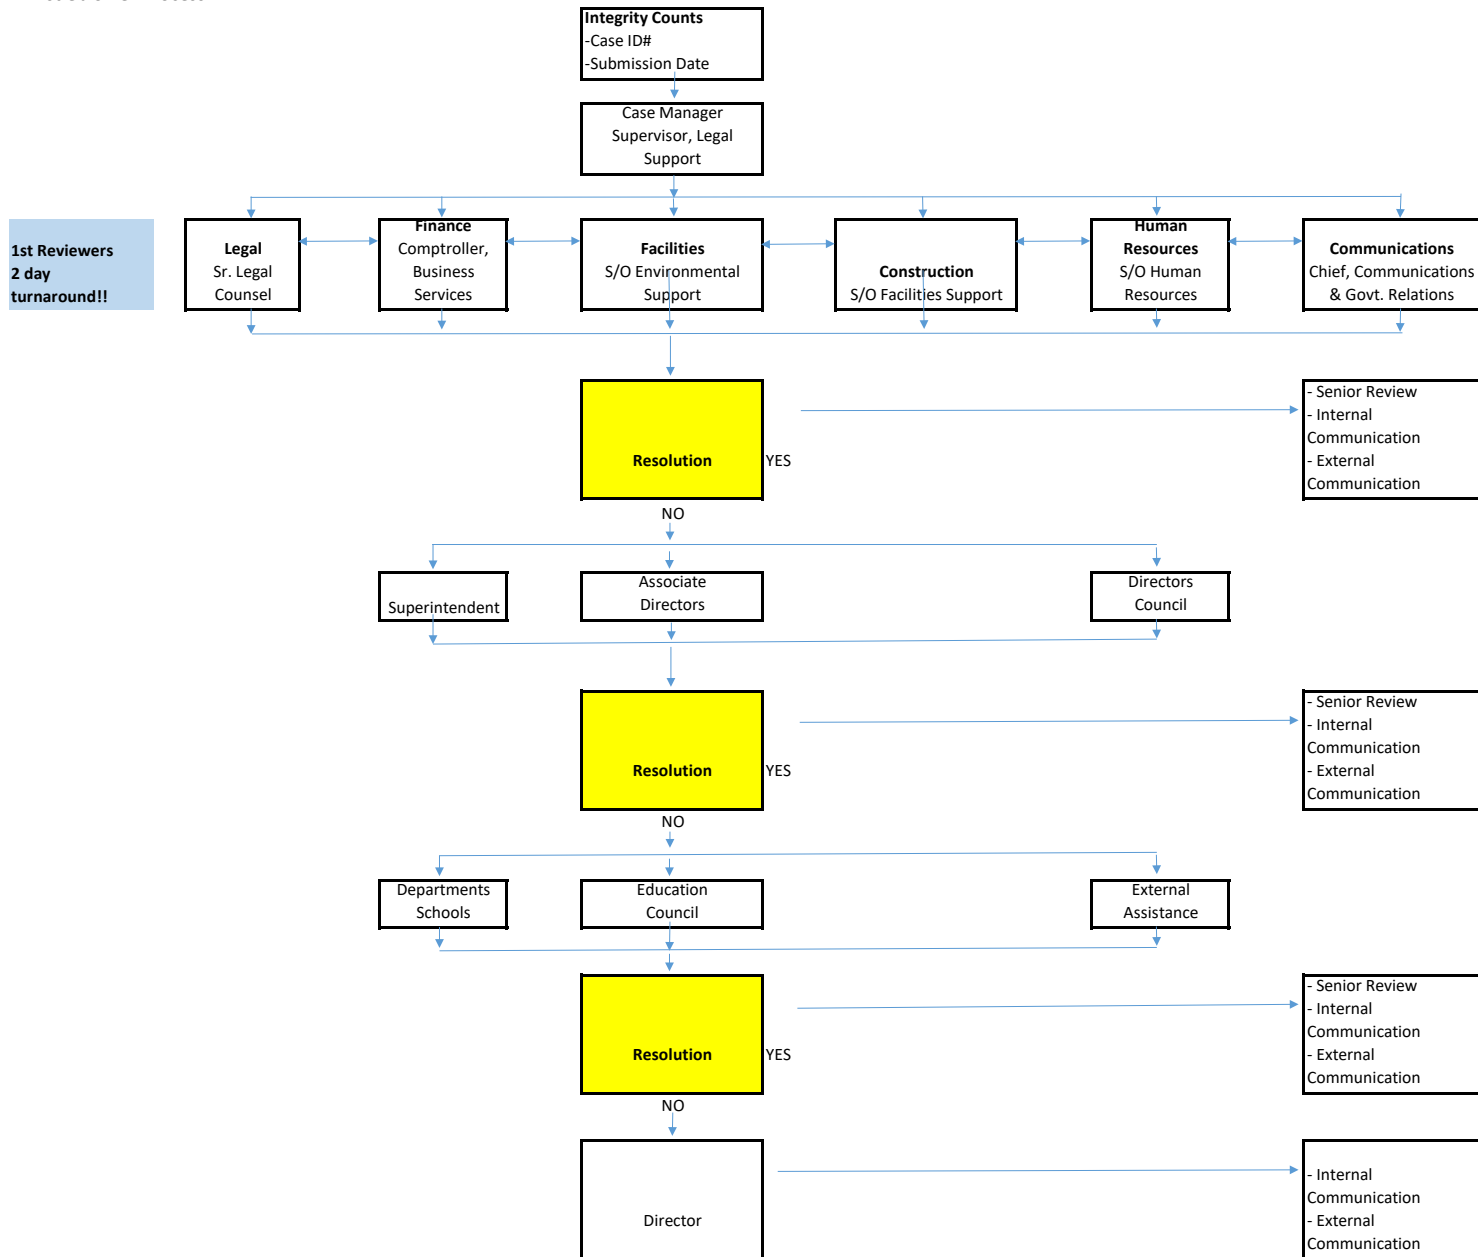 Integrity Counts
-Case ID#
-Submission Date
Case Manager
Supervisor, Legal
Support
1st Reviewers
2 day
turnaround!!
Legal
Sr. Legal
Counsel
Finance
Comptroller,
Business
Services
Facilities
S/O Environmental
Support
Construction
S/O Facilities Support
Human
Resources
S/O Human
Resources
Communications
Chief, Communications
& Govt. Relations
Resolution
YES
- Senior Review
- Internal
Communication
- External
Communication
NO
Superintendent
Associate
Directors
Directors
Council
Resolution
YES
- Senior Review
- Internal
Communication
- External
Communication
NO
Departments
Schools
Education
Council
External
Assistance
Resolution
YES
- Senior Review
- Internal
Communication
- External
Communication
NO
Director
- Internal
Communication
- External
Communication